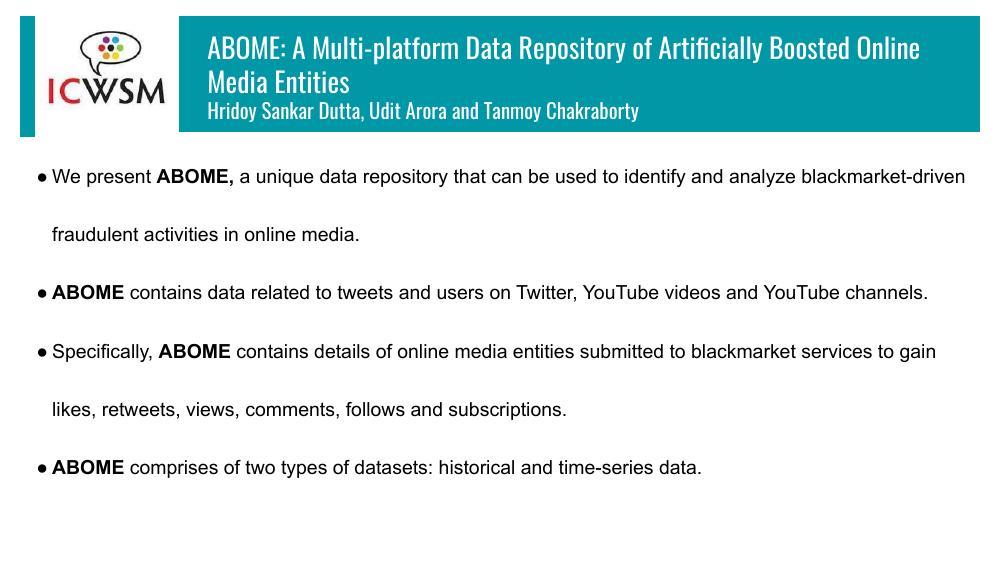 ICWSM
ABOME: A Multi-platform Data Repository of Artificially Boosted Online
Media Entities
Hridoy Sankar Dutta, Udit Arora and Tanmoy Chakraborty
● We present ABOME, a unique data repository that can be used to identify and analyze blackmarket-driven
fraudulent activities in online media.
● ABOME contains data related to tweets and users on Twitter, YouTube videos and YouTube channels.
● Specifically, ABOME contains details of online media entities submitted to blackmarket services to gain
likes, retweets, views, comments, follows and subscriptions.
● ABOME comprises of two types of datasets: historical and time-series data.